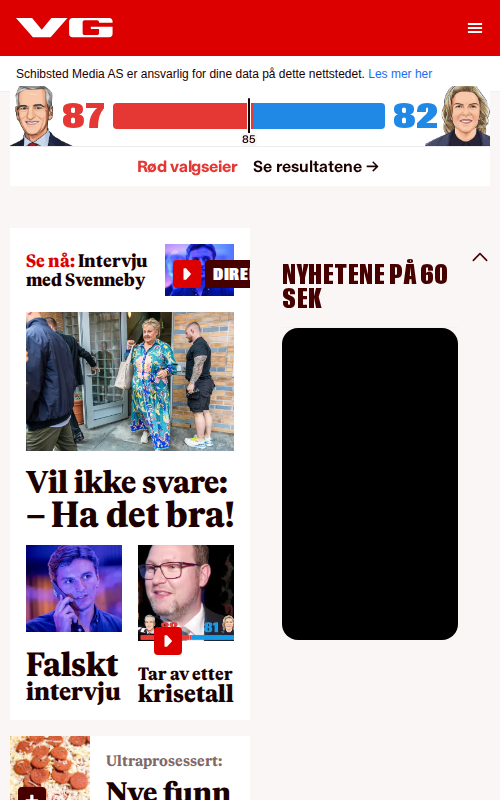 VG
Schibsted Media AS er ansvarlig for dine data på dette nettstedet. Les mer her
87
82
85
Rød valgseier Se resultatene →
Se nå: Intervju
med Svenneby
Vil ikke svare:
– Ha det bra!
81
Falskt
intervju
Tar av etter
krisetall
Ultraprosessert:
Nye funn
NYHETENE PÅ 60
SEK